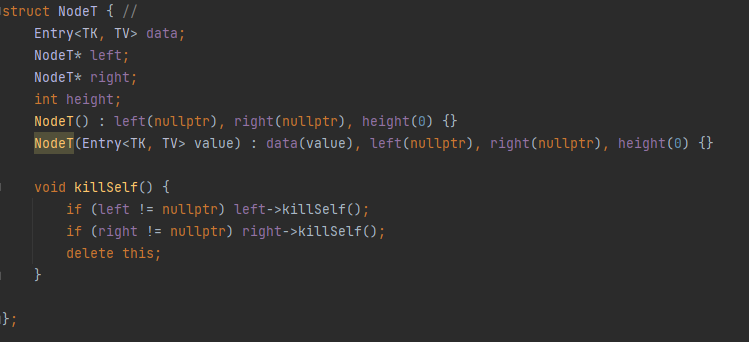 struct NodeT { //
    Entry<TK, TV> data;
    NodeT* left;
    NodeT* right;
    int height;
    NodeT() : left(nullptr), right(nullptr), height(0) {}
    NodeT(Entry<TK, TV> value) : data(value), left(nullptr), right(nullptr), height(0) {}
    void killSelf() {
        if (left != nullptr) left->killSelf();
        if (right != nullptr) right->killSelf();
        delete this;
    }
};